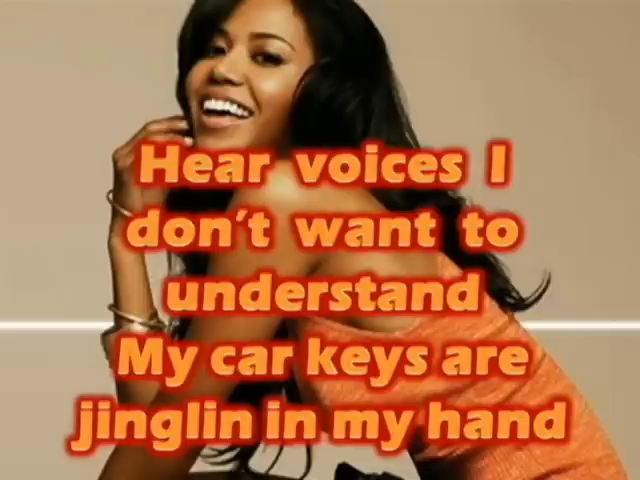 Hear voices I
don't want to
understand
My car keys are
jinglin in my hand